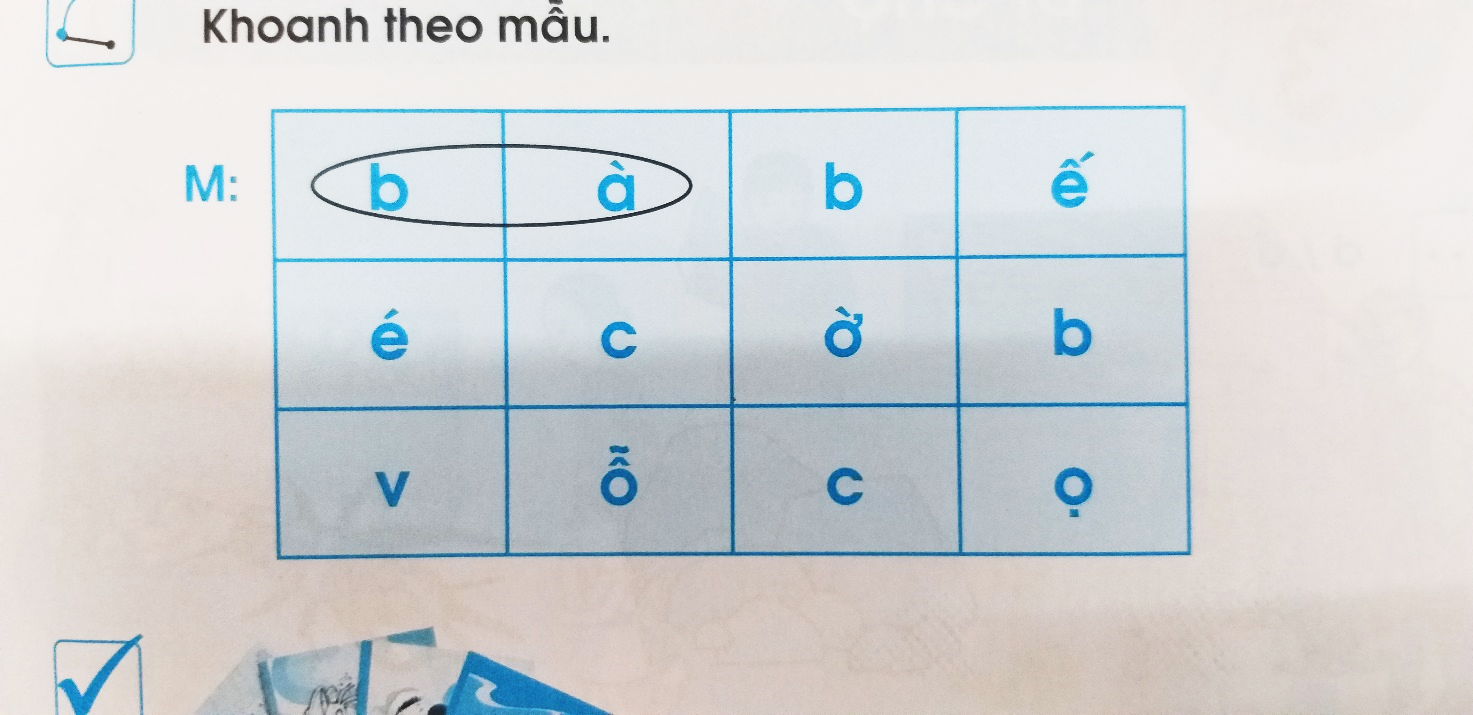 Khoanh theo mẫu.
M: b à b ế
é c ờ b
v ỗ c ọ